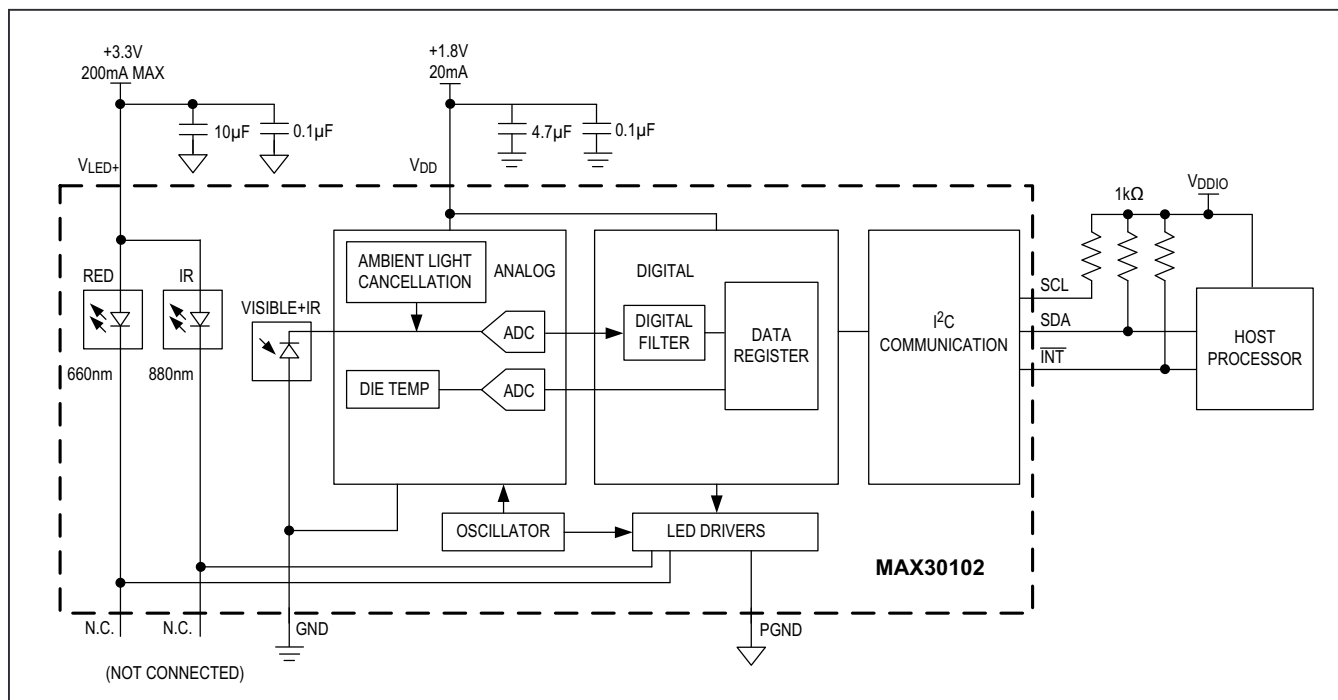 +3.3V
200mA MAX
+1.8V
20mA
10µF
0.1µF
4.7µF
0.1µF
VLED+
VDD
VDDIO
1kΩ
RED
IR
660nm
880nm
VISIBLE+IR
AMBIENT LIGHT
CANCELLATION
ANALOG
ADC
DIE TEMP
ADC
DIGITAL
DIGITAL
FILTER
DATA
REGISTER
I²C
COMMUNICATION
SCL
SDA
INT
HOST
PROCESSOR
OSCILLATOR
LED DRIVERS
MAX30102
N.C.
N.C.
GND
PGND
(NOT CONNECTED)